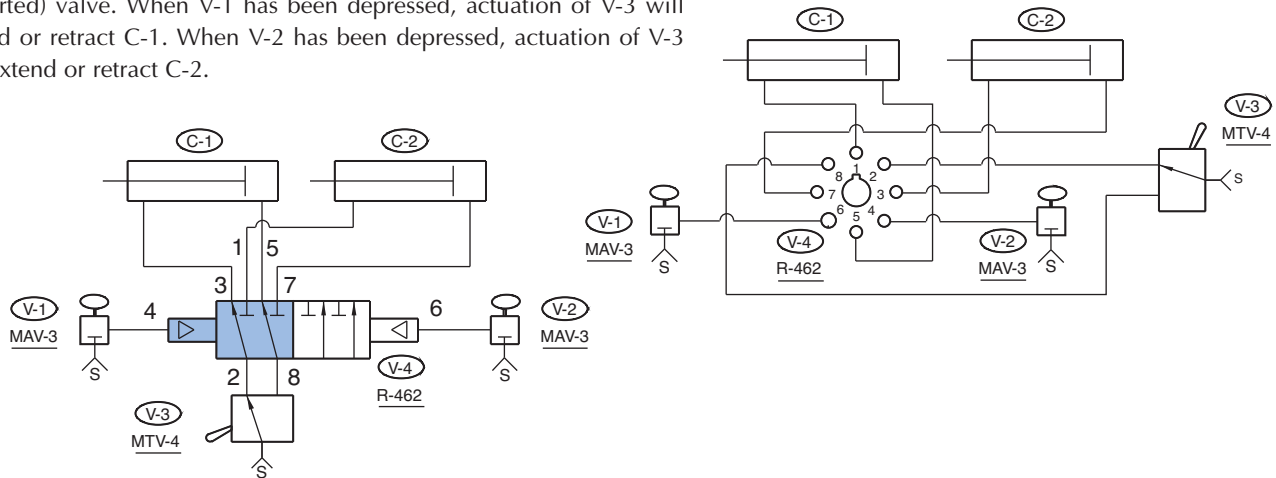 valve. When V-1 has been depressed, actuation of V-3 will
or retract C-1. When V-2 has been depressed, actuation of V-3
extend or retract C-2.
C-1 C-2
1 5
3 7
V-1 4 6 V-2
MAV-3 MAV-3
S S
V-4
2 8 R-462
V-3
MTV-4
S
C-1 C-2
V-3
MTV-4
S
1
8 2
7 3
6 4
5
V-1 V-4 V-2
MAV-3 R-462 MAV-3
S S